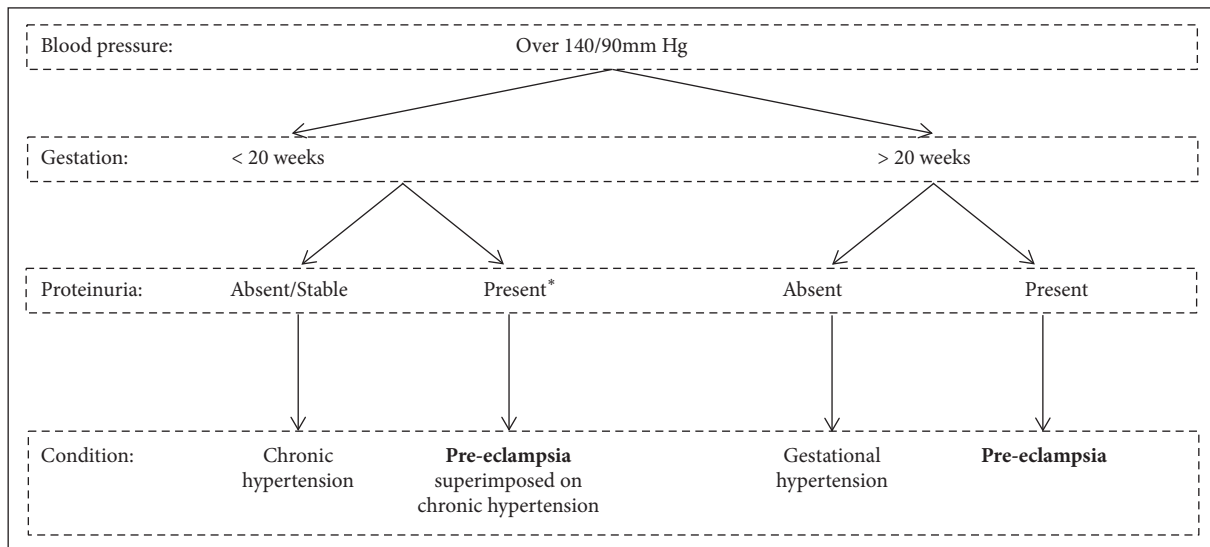 Blood pressure: Over 140/90mm Hg
Gestation: < 20 weeks > 20 weeks
Proteinuria: Absent/Stable Present* Absent Present
Condition: Chronic hypertension Pre-eclampsia superimposed on chronic hypertension Gestational hypertension Pre-eclampsia